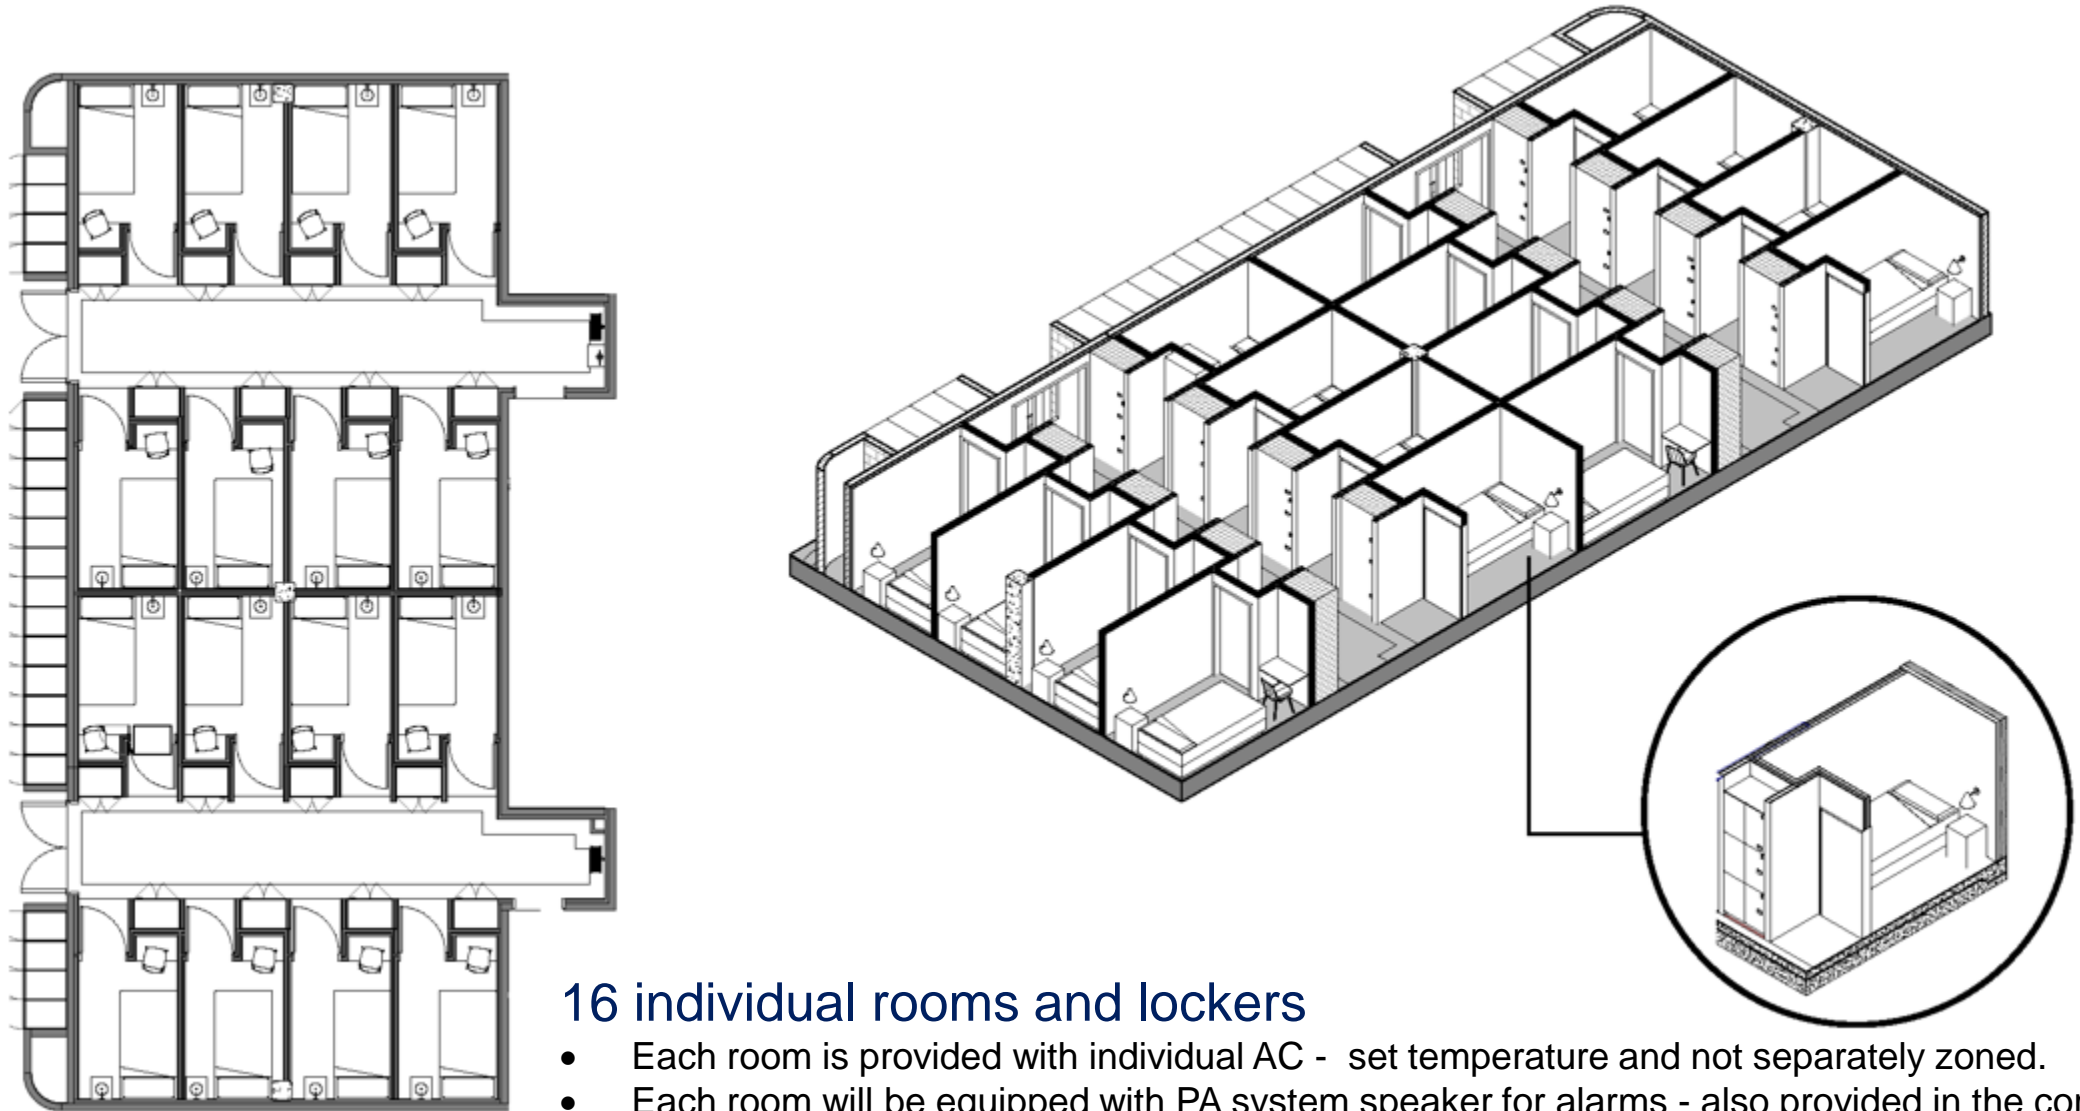 16 individual rooms and lockers
• Each room is provided with individual AC - set temperature and not separately zoned.
• Each room will be equipped with PA system speaker for alarms - also provided in the